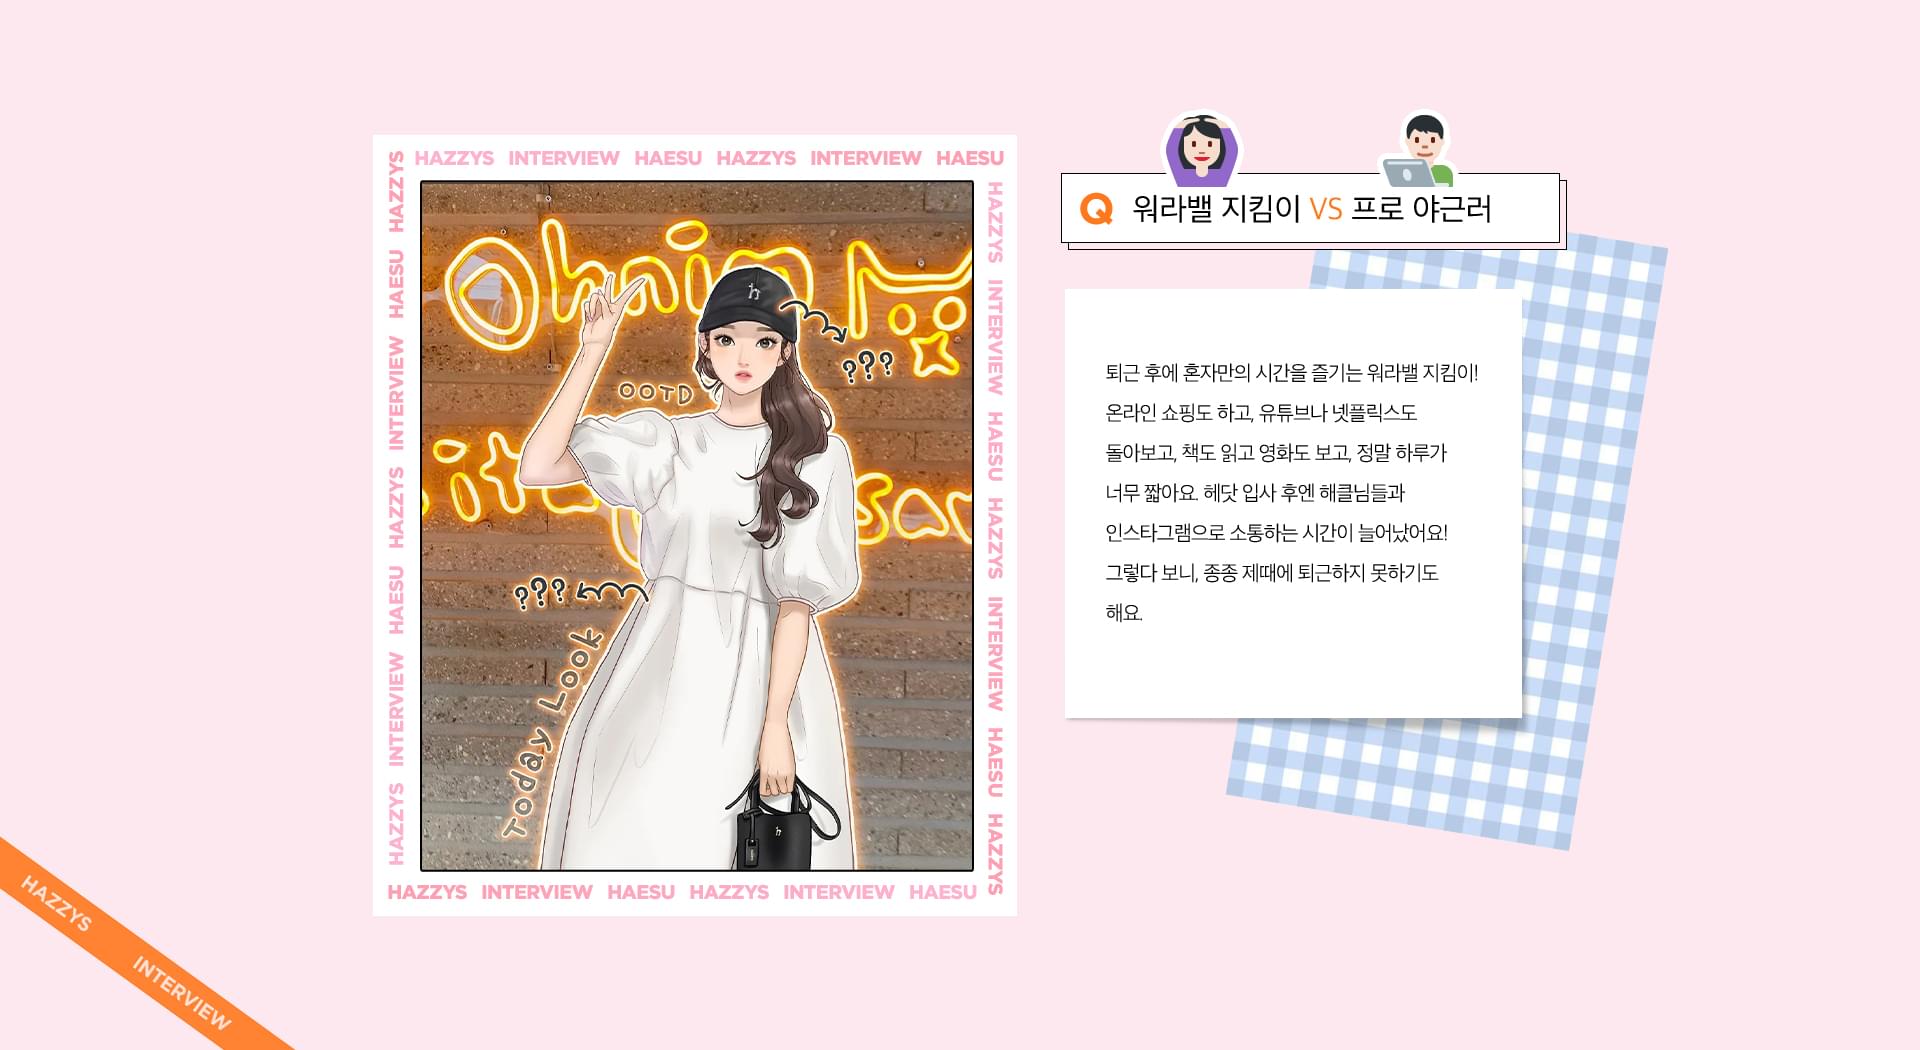 HAZZYS INTERVIEW HAESU HAZZYS INTERVIEW HAESU
HAZZYS INTERVIEW HAESU HAZZYS INTERVIEW HAESU HAZZYS
HAZZYS INTERVIEW HAESU HAZZYS INTERVIEW HAESU HAZZYS
h
???
OOTD
???
Today Look
h
HAZZYS INTERVIEW HAESU HAZZYS INTERVIEW HAESU
Q 워라밸 지킴이 VS 프로 야근러
퇴근 후에 혼자만의 시간을 즐기는 워라밸 지킴이!
온라인 쇼핑도 하고, 유튜브나 넷플릭스도
돌아보고, 책도 읽고 영화도 보고, 정말 하루가
너무 짧아요. 헤닷 입사 후엔 해클님들과
인스타그램으로 소통하는 시간이 늘어났어요!
그렇다 보니, 종종 제때에 퇴근하지 못하기도
해요.
HAZZYS INTERVIEW